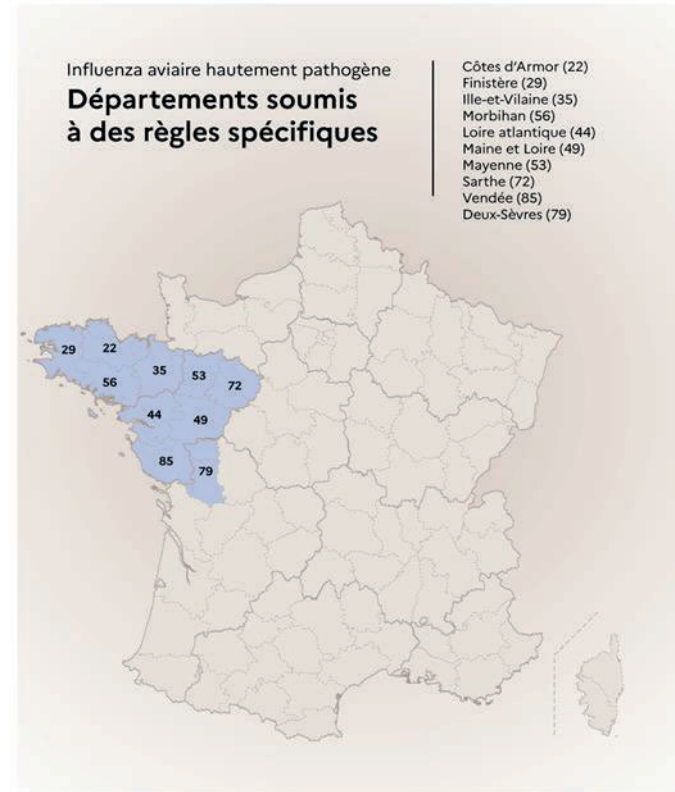 Influenza aviaire hautement pathogène
Départements soumis
à des règles spécifiques
Côtes d'Armor (22)
Finistère (29)
Ille-et-Vilaine (35)
Morbihan (56)
Loire atlantique (44)
Maine et Loire (49)
Mayenne (53)
Sarthe (72)
Vendée (85)
Deux-Sèvres (79)
29
22
35
53
56
72
44
49
85
79